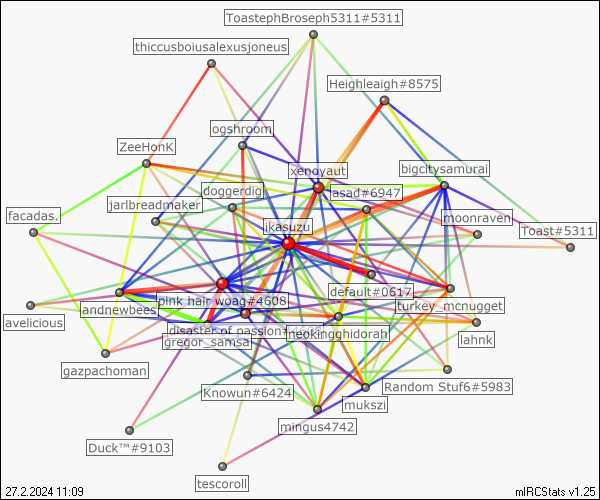 ToastephBroseph5311#5311
thiccusboiusalexusjoneus
Heighleaigh#8575
ogshroom
ZeeHonk
xenoyaut
bigcitysamurai
doggerdig
lasad#6947
jarlbreadmaker
facadas.
moonraven
ikasuzu
Toast#5311
default#0617
pink hair woag#4608
andnewbees
turkey_mcnugget
avelicious
disaster of passion#4606
neokingghidorah
gregor_samsa
lahnk
gazpachoman
Knowun#6424
Random Stuf6#5983
mukszi
mingus4742
Duck™#9103
tescoroll
27.2.2024 11:09
mIRCStats v1.25